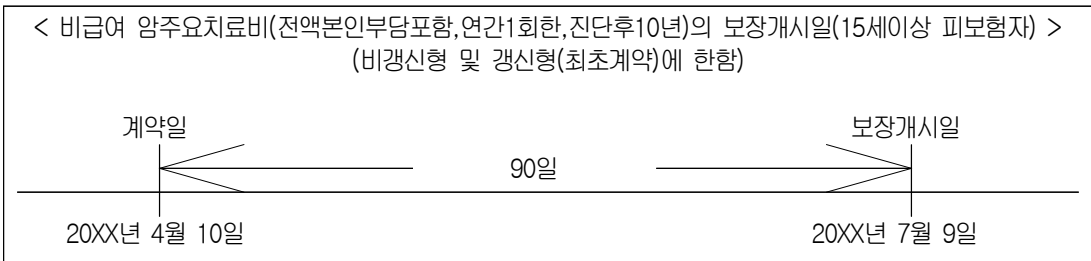 < 비급여 암주요치료비(전액본인부담포함,연간1회한,진단후10년)의 보장개시일(15세이상 피보험자) >
(비갱신형 및 갱신형(최초계약)에 한함)
계약일 보장개시일
90일
20XX년 4월 10일 20XX년 7월 9일